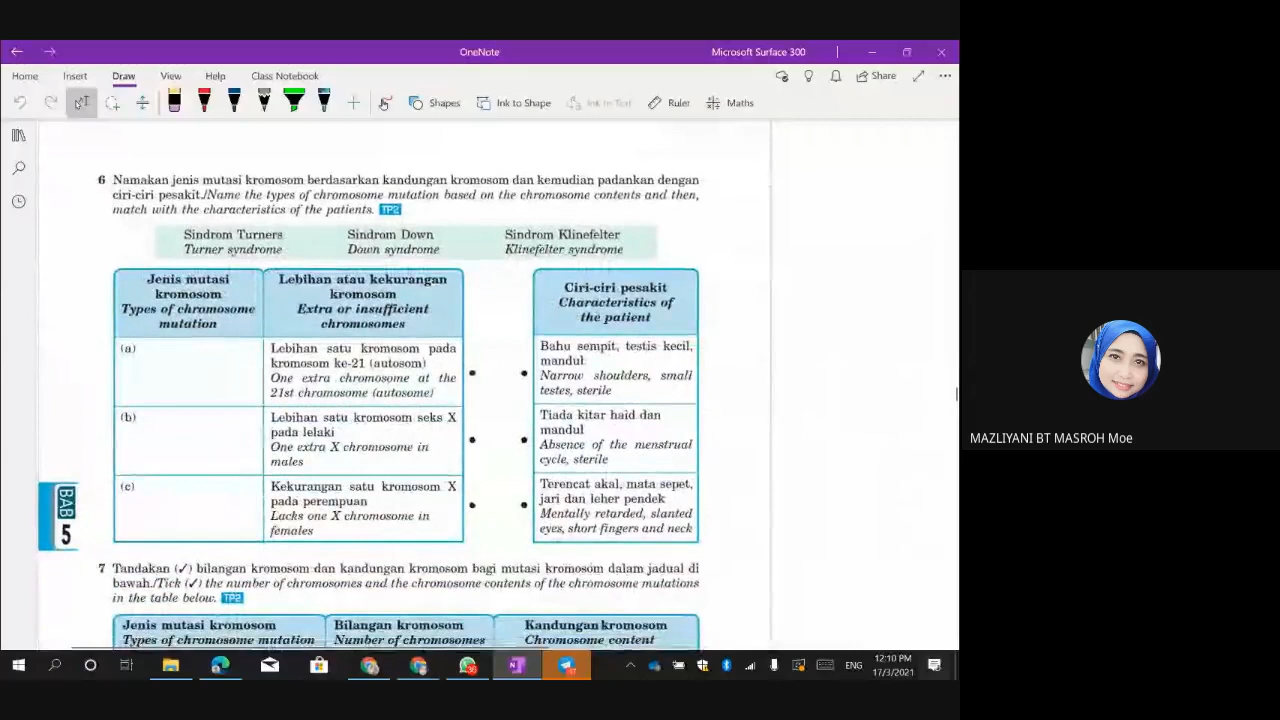 OneNote
Microsoft Surface 300
Home Insert Draw View Help Class Notebook
Share
Shapes Ink to Shape Ink to Text Ruler Maths
6 Namakan jenis mutasi kromosom berdasarkan kandungan kromosom dan kemudian padankan dengan
ciri-ciri pesakit./Name the types of chromosome mutation based on the chromosome contents and then,
match with the characteristics of the patients. TP2
Sindrom Turners Sindrom Down Sindrom Klinefelter
Turner syndrome Down syndrome Klinefelter syndrome
Jenis mutasi
kromosom
Types of chromosome
mutation
Lebihan atau kekurangan
kromosom
Extra or insufficient
chromosomes
Ciri-ciri pesakit
Characteristics of
the patient
(a)
Lebihan satu kromosom pada
kromosom ke-21 (autosom)
One extra chromosome at the
21st chromosome (autosome)
Bahu sempit, testis kecil,
mandul
Narrow shoulders, small
testes, sterile
(b)
Lebihan satu kromosom seks X
pada lelaki
One extra X chromosome in
males
Tiada kitar haid dan
mandul
Absence of the menstrual
cycle, sterile
(c)
Kekurangan satu kromosom X
pada perempuan
Lacks one X chromosome in
females
Terencat akal, mata sepet,
jari dan leher pendek
Mentally retarded, slanted
eyes, short fingers and neck
BAB
5
7 Tandakan (✓) bilangan kromosom dan kandungan kromosom bagi mutasi kromosom dalam jadual di
bawah./Tick (✓) the number of chromosomes and the chromosome contents of the chromosome mutations
in the table below. TP2
Jenis mutasi kromosom Bilangan kromosom Kandungan kromosom
Types of chromosome mutation Number of chromosomes Chromosome content
MAZLIYANI BT MASROH Moe
ENG
12:10 PM
17/3/2021